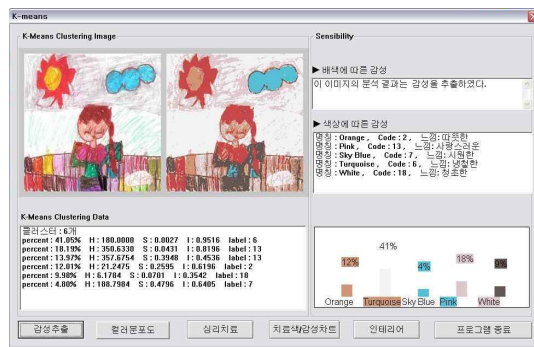 K-means
K-Means Clustering Image
Sensibility
▶ 배색에 따른 감성
이 이미지의 분석 결과는 감성을 추출하였다.
▶ 색상에 따른 감성
명칭 : Orange, Code : 2, 느낌: 따뜻한
명칭 : Pink, Code : 13, 느낌: 사랑스러운
명칭 : Sky Blue, Code : 7, 느낌: 시원한
명칭 : Turquoise, Code : 6, 느낌: 냉철한
명칭 : White, Code : 18, 느낌: 청초한
K-Means Clustering Data
클러스터 : 6개
percent : 41.05% H : 180.0000 S : 0.0027 I : 0.9516 label : 6
percent : 18.19% H : 350.6330 S : 0.0431 I : 0.8196 label : 13
percent : 13.97% H : 357.6754 S : 0.3948 I : 0.4536 label : 13
percent : 12.01% H : 21.2475 S : 0.2595 I : 0.6196 label : 2
percent : 9.98% H : 6.1704 S : 0.0701 I : 0.3542 label : 18
percent : 4.80% H : 188.7984 S : 0.4796 I : 0.6405 label : 7
12% 41% 4% 18% 9%
Orange Turquoise Sky Blue Pink White
감성추출 컬러분포도 심리치료 치료색/감성차트 인테리어 프로그램 종료